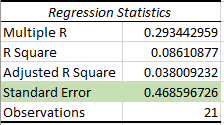 Regression Statistics
Multiple R 0.293442959
R Square 0.08610877
Adjusted R Square 0.038009232
Standard Error 0.468596726
Observations 21